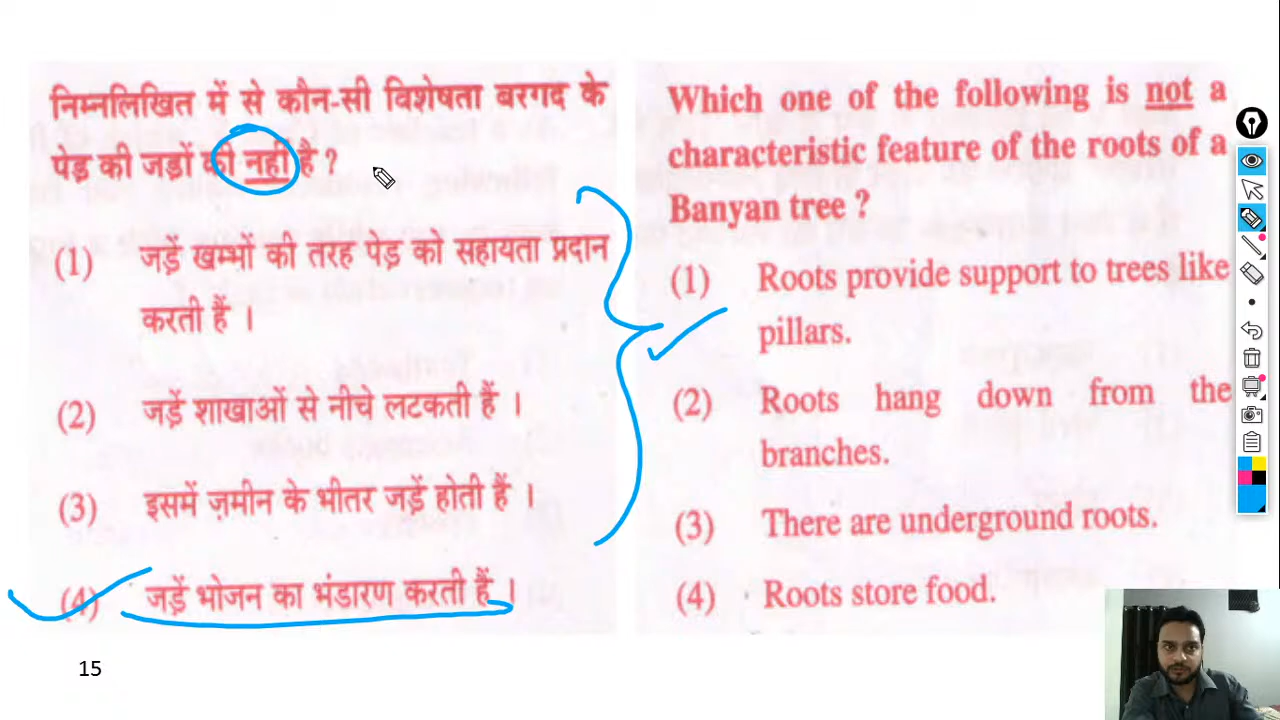 निम्नलिखित में से कौन-सी विशेषता बरगद के
पेड़ की जड़ों की नहीं है ?
(1) जड़ें खम्भों की तरह पेड़ को सहायता प्रदान
करती हैं ।
(2) जड़ें शाखाओं से नीचे लटकती हैं ।
(3) इसमें ज़मीन के भीतर जड़ें होती हैं ।
(4) जड़ें भोजन का भंडारण करती हैं ।
Which one of the following is not a
characteristic feature of the roots of a
Banyan tree ?
(1) Roots provide support to trees like
pillars.
(2) Roots hang down from the
branches.
(3) There are underground roots.
(4) Roots store food.
15